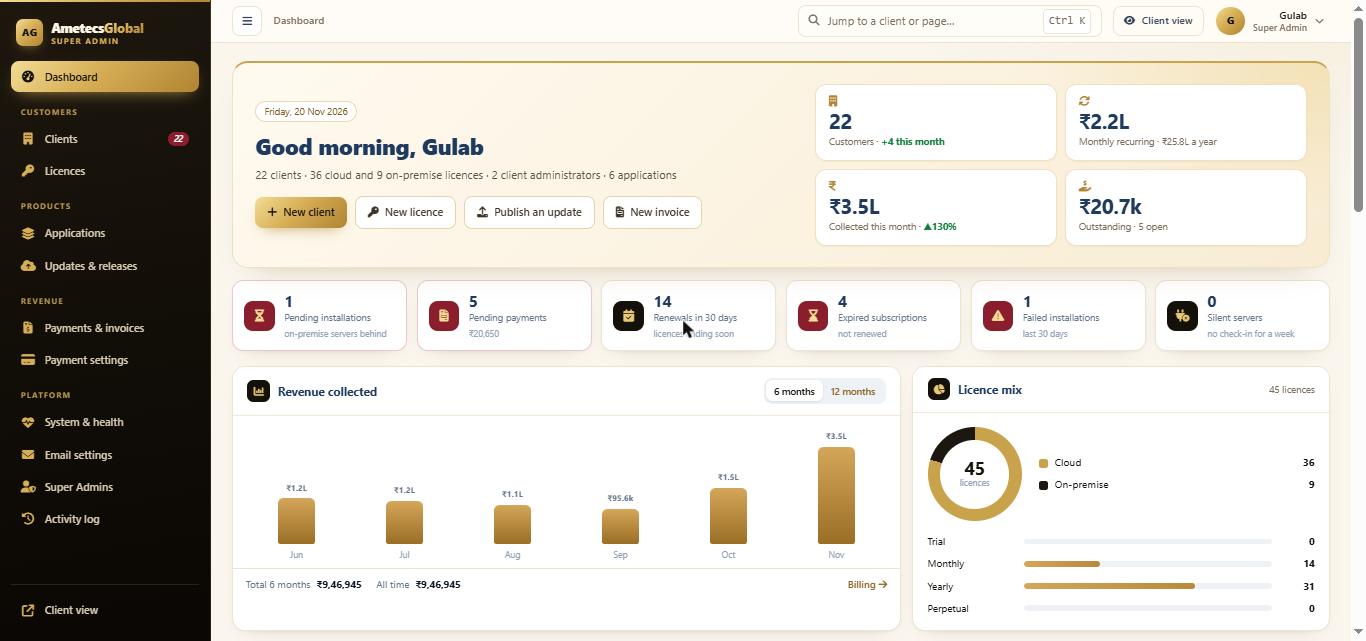 AG
AmetecsGlobal
SUPER ADMIN
Dashboard
CUSTOMERS
Clients 22
Licences
PRODUCTS
Applications
Updates & releases
REVENUE
Payments & invoices
Payment settings
PLATFORM
System & health
Email settings
Super Admins
Activity log
Client view
Dashboard
Jump to a client or page... Ctrl K
Client view
G
Gulab
Super Admin
Friday, 20 Nov 2026
Good morning, Gulab
22 clients · 36 cloud and 9 on-premise licences · 2 client administrators · 6 applications
New client
New licence
Publish an update
New invoice
22
Customers · +4 this month
₹2.2L
Monthly recurring · ₹25.8L a year
₹3.5L
Collected this month · ▲130%
₹20.7k
Outstanding · 5 open
1
Pending installations
on-premise servers behind
5
Pending payments
₹20,650
14
Renewals in 30 days
licences soon
4
Expired subscriptions
not renewed
1
Failed installations
last 30 days
0
Silent servers
no check-in for a week
Revenue collected
6 months 12 months
₹1.2L ₹1.2L ₹1.1L ₹95.6k ₹1.5L ₹3.5L
Jun Jul Aug Sep Oct Nov
Total 6 months ₹9,46,945 All time ₹9,46,945
Billing →
Licence mix 45 licences
45
licences
Cloud 36
On-premise 9
Trial 0
Monthly 14
Yearly 31
Perpetual 0